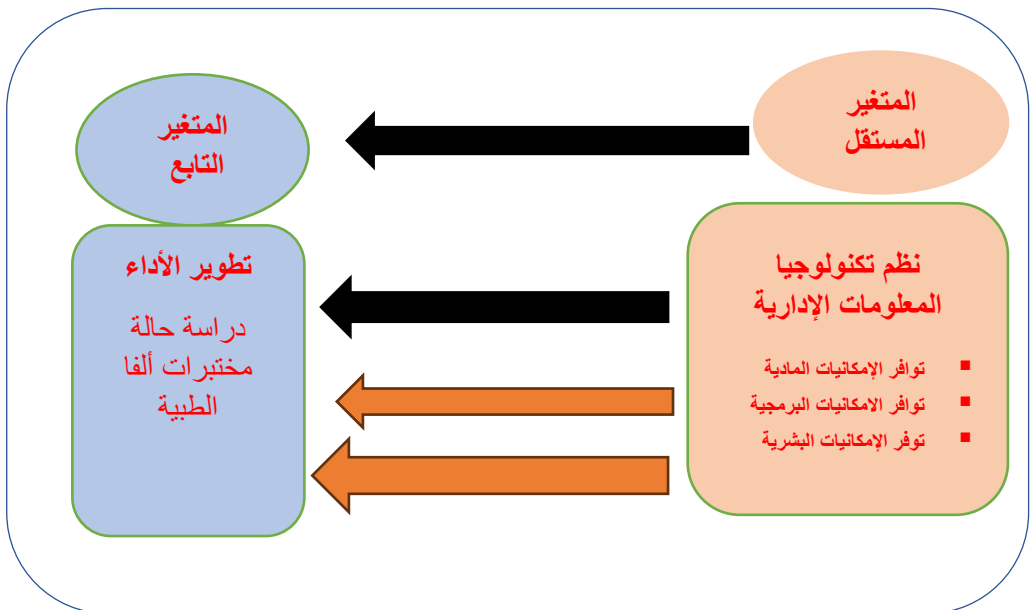 المتغير
المستقل
المتغير
التابع
نظم تكنولوجيا
المعلومات الإدارية
▪ توافر الإمكانيات المادية
▪ توافر الامكانيات البرمجية
▪ توفر الإمكانيات البشرية
تطوير الأداء
دراسة حالة
مختبرات ألفا
الطبية